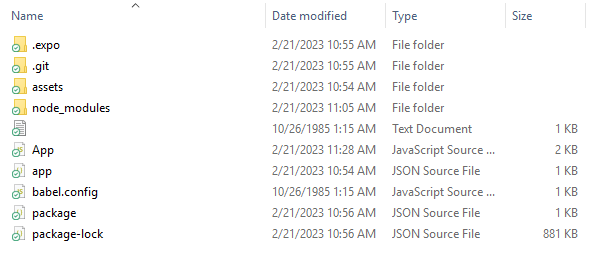 Name Date modified Type Size
.expo 2/21/2023 10:55 AM File folder
.git 2/21/2023 10:55 AM File folder
assets 2/21/2023 10:54 AM File folder
node_modules 2/21/2023 11:05 AM File folder
10/26/1985 1:15 AM Text Document 1 KB
App 2/21/2023 11:28 AM JavaScript Source ... 2 KB
app 2/21/2023 10:54 AM JSON Source File 1 KB
babel.config 10/26/1985 1:15 AM JavaScript Source ... 1 KB
package 2/21/2023 10:56 AM JSON Source File 1 KB
package-lock 2/21/2023 10:56 AM JSON Source File 881 KB